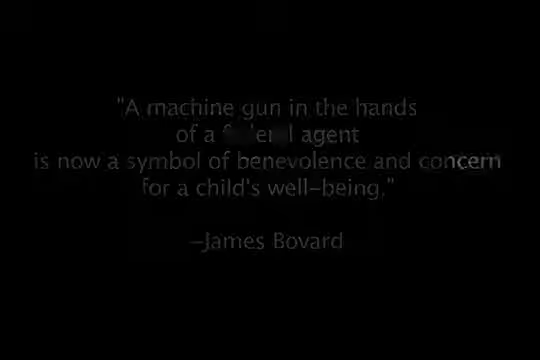 "A machine gun in the hands
of a federal agent
is now a symbol of benevolence and concern
for a child's well-being."
-James Bovard